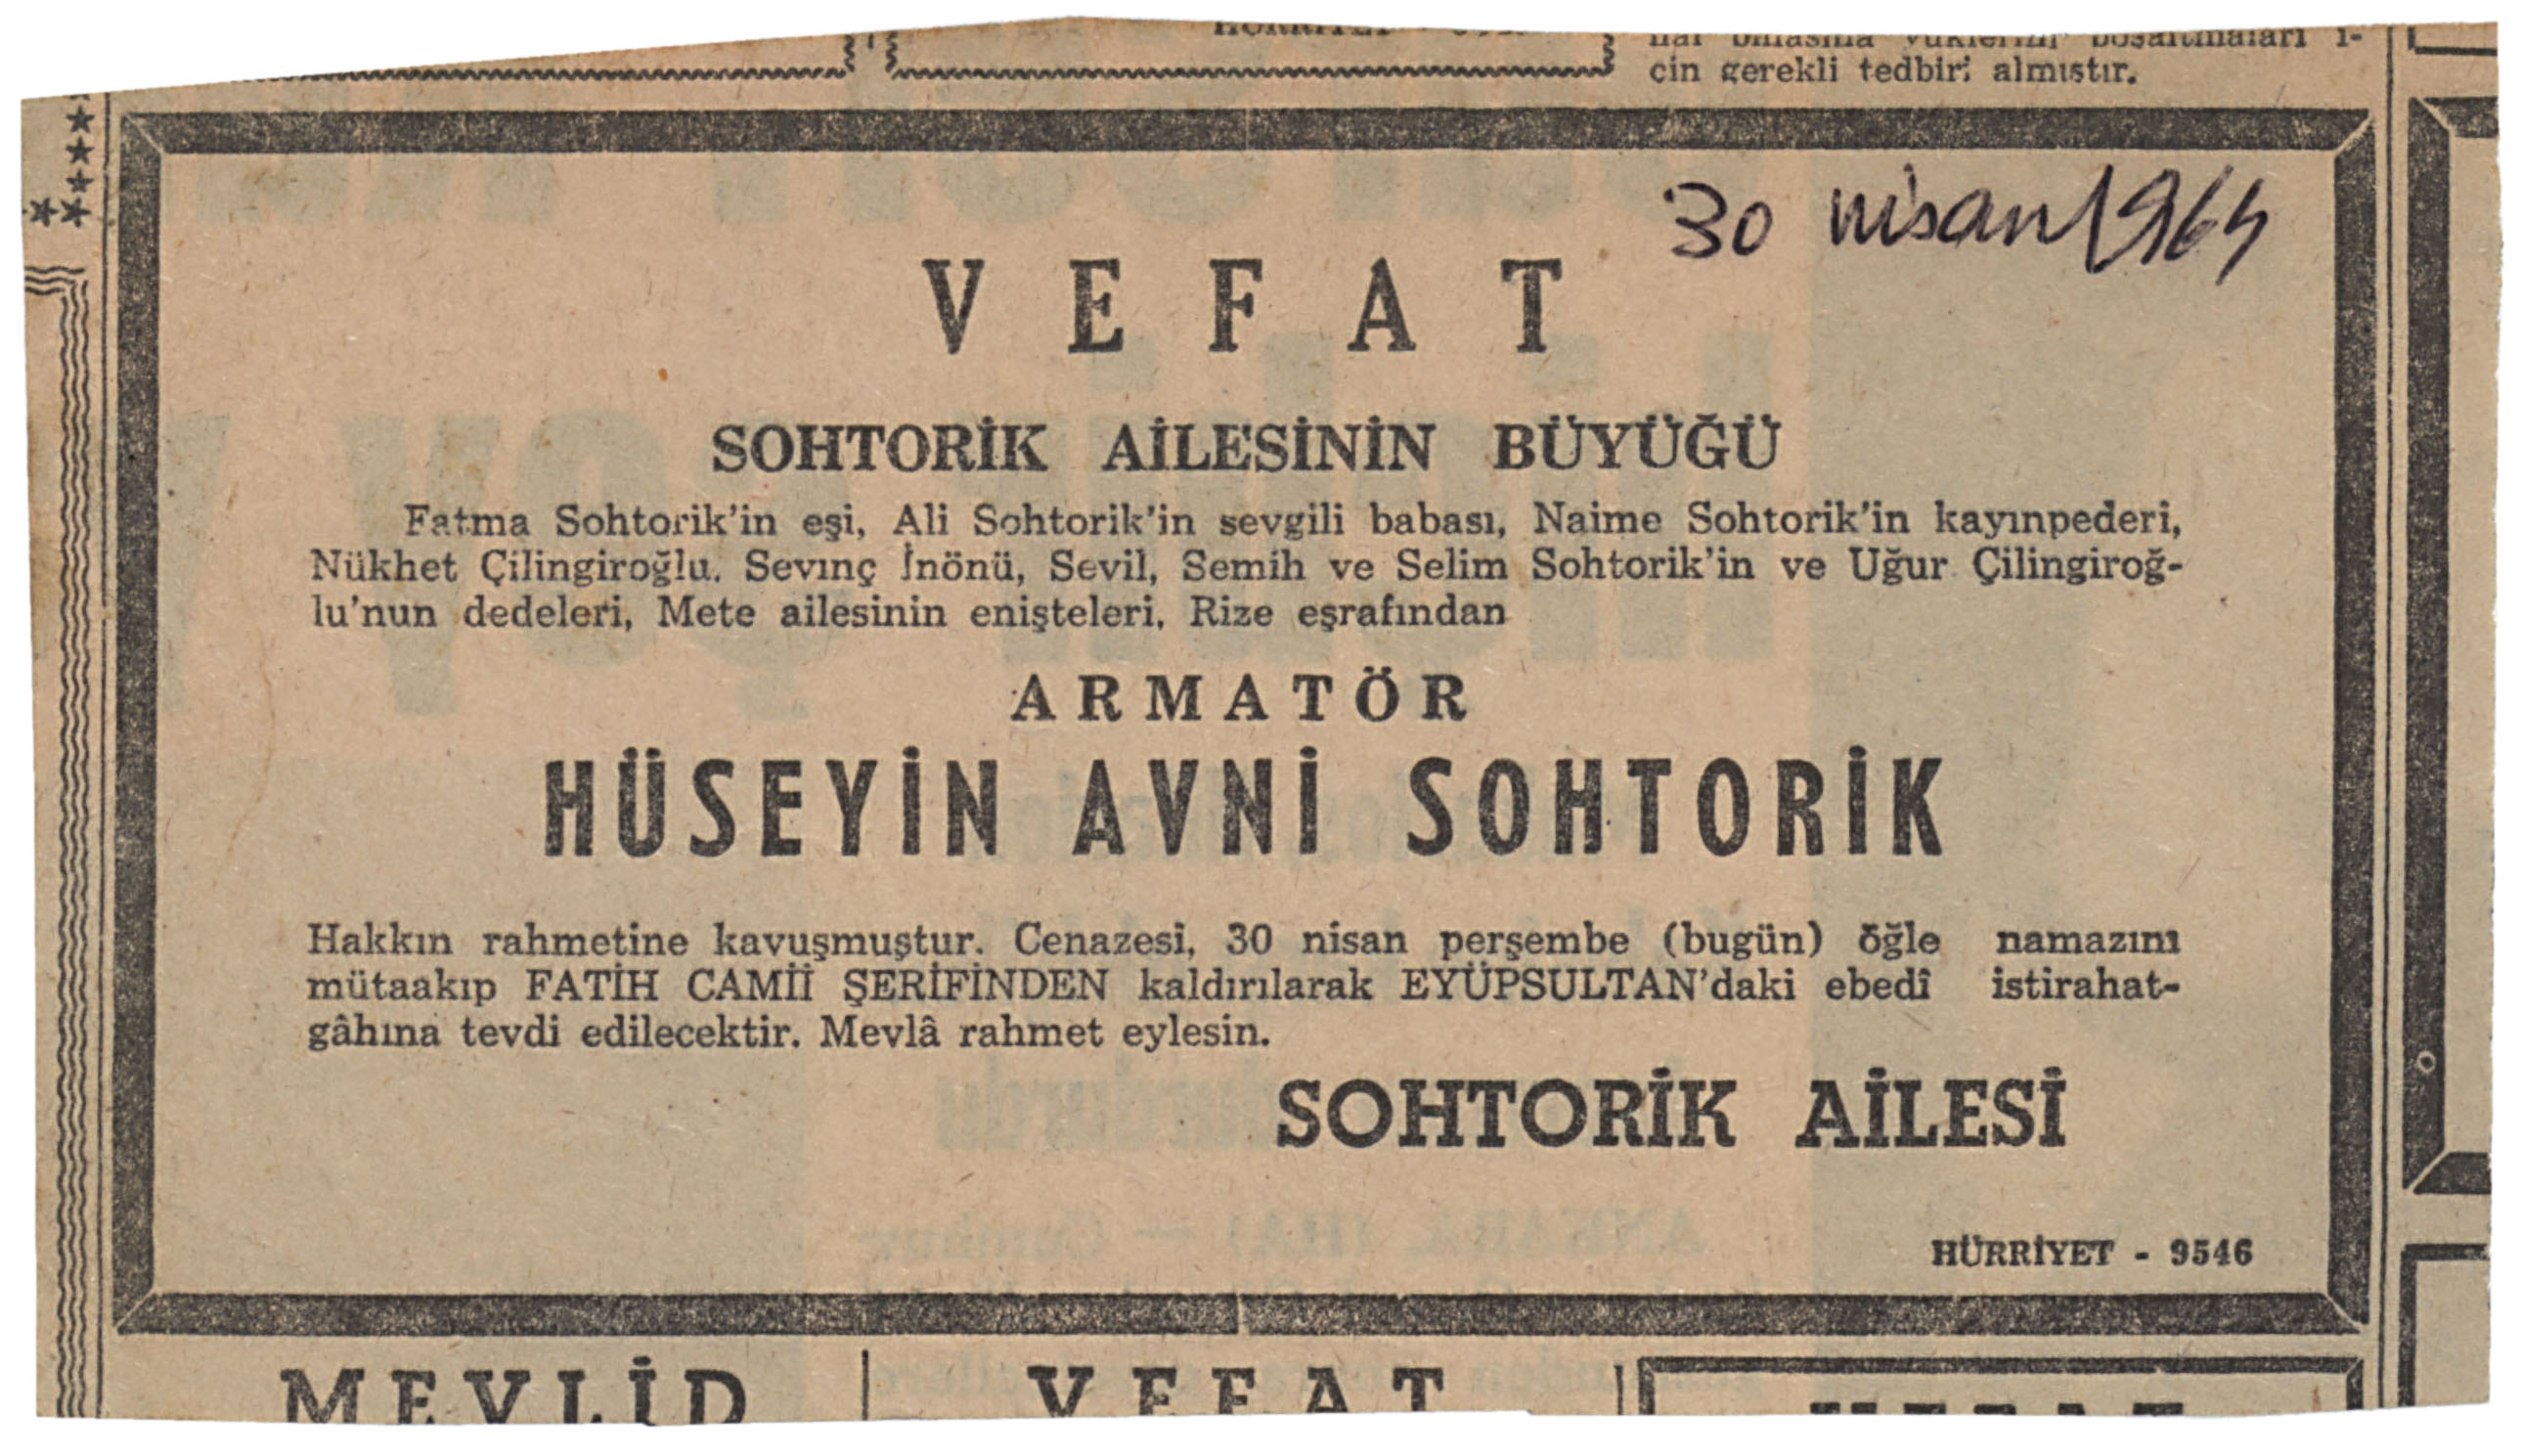 çin gerekli tedbiri almıştır.
30 nisan 1964
VEFAT
SOHTORİK AİLESİNİN BÜYÜĞÜ
Fatma Sohtorik'in eşi, Ali Sohtorik'in sevgili babası, Naime Sohtorik'in kayınpederi,
Nükhet Çilingiroğlu, Sevinç İnönü, Sevil, Semih ve Selim Sohtorik'in ve Uğur Çilingiroğ-
lu'nun dedeleri, Mete ailesinin enişteleri, Rize eşrafından
ARMATÖR
HÜSEYİN AVNİ SOHTORİK
Hakkın rahmetine kavuşmuştur. Cenazesi, 30 nisan perşembe (bugün) öğle namazını
mütaakıp FATİH CAMİİ ŞERİFİNDEN kaldırılarak EYÜPSULTAN'daki ebedî istirahat-
gâhına tevdi edilecektir. Mevlâ rahmet eylesin.
SOHTORİK AİLESİ
HÜRRİYET - 9546
MEVLİD
VEFAT